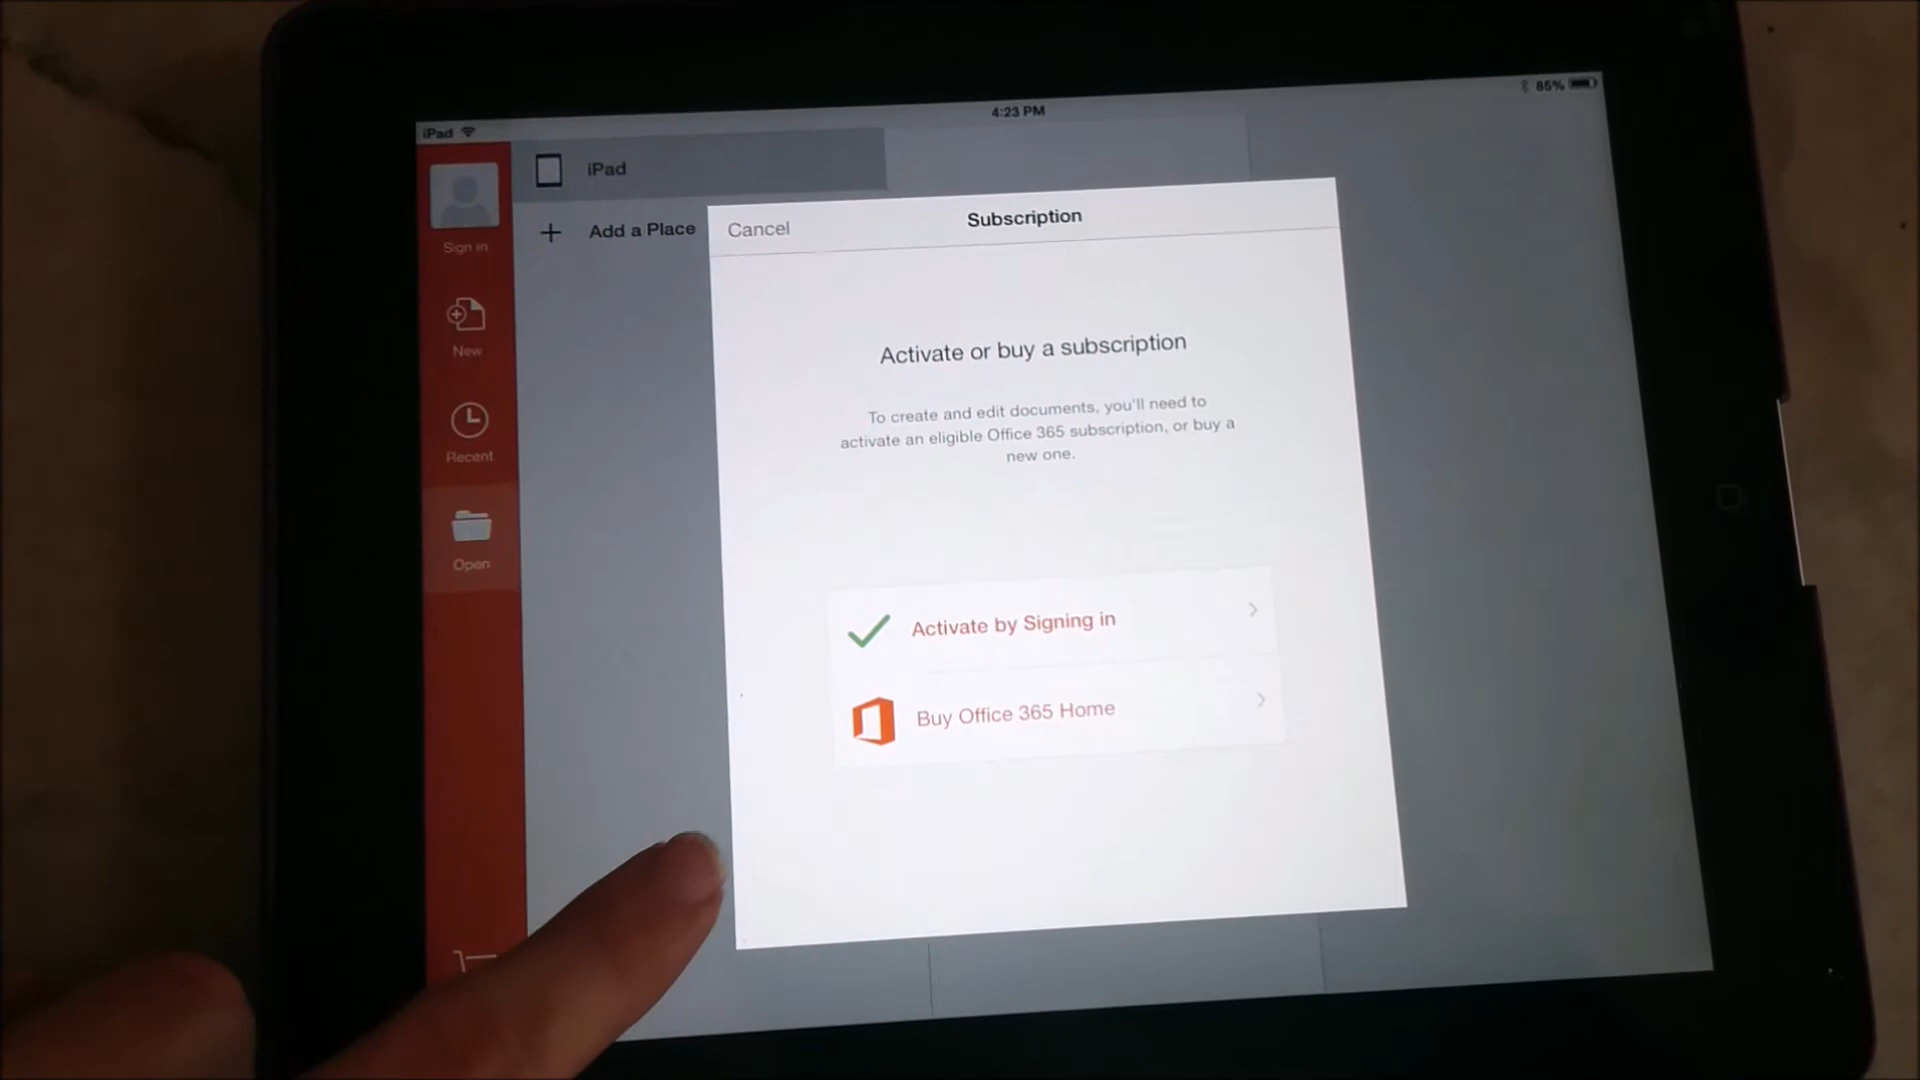 iPad
4:23 PM
85%
Sign in
New
Recent
Open
iPad
Add a Place
Cancel
Subscription
Activate or buy a subscription
To create and edit documents, you'll need to
activate an eligible Office 365 subscription, or buy a
new one.
Activate by Signing in
Buy Office 365 Home